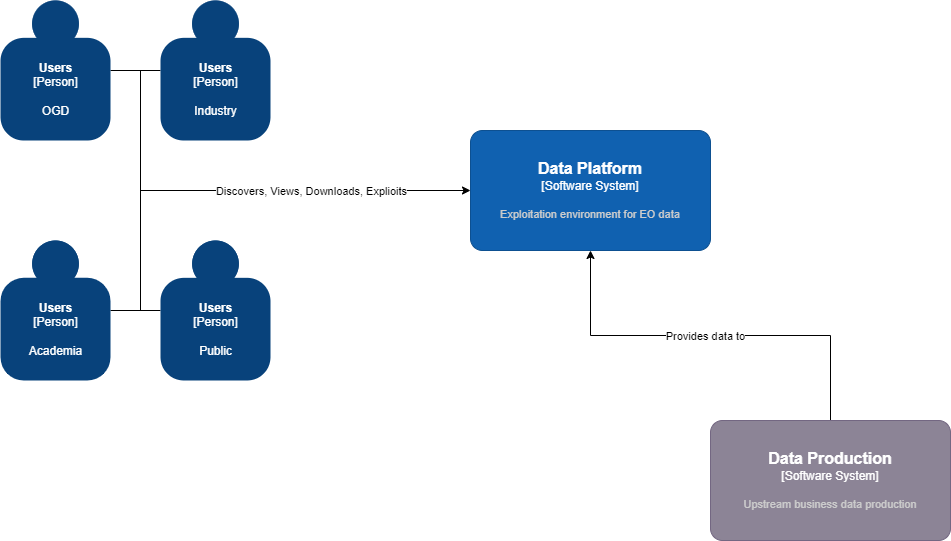 Users
[Person]
OGD
Users
[Person]
Industry
Discovers, Views, Downloads, Exploits
Data Platform
[Software System]
Exploitation environment for EO data
Users
[Person]
Academia
Users
[Person]
Public
Provides data to
Data Production
[Software System]
Upstream business data production